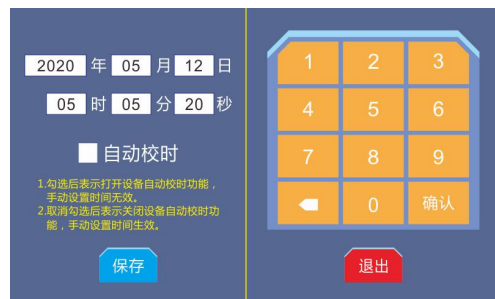 2020 年 05 月 12 日
05 时 05 分 20 秒
自动校时
1.勾选后表示打开设备自动校时功能，
手动设置时间无效。
2.取消勾选后表示关闭设备自动校时功
能，手动设置时间生效。
保存
1 2 3
4 5 6
7 8 9
0 确认
退出